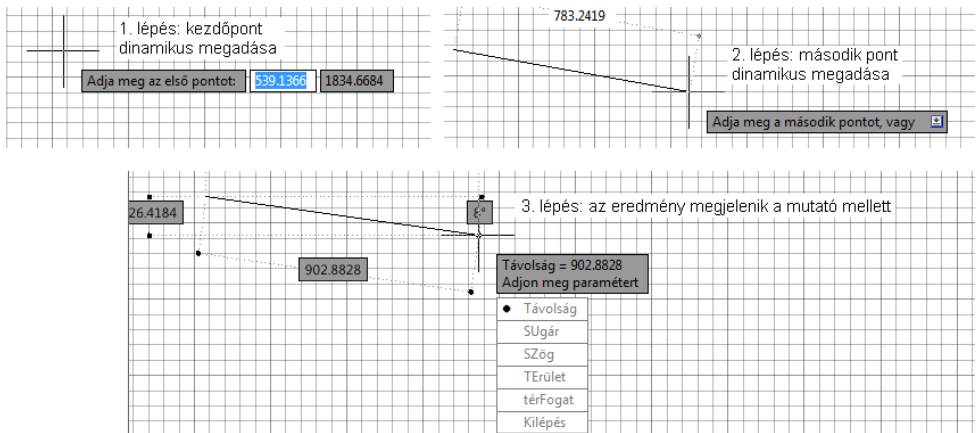 1. lépés: kezdőpont
dinamikus megadása
Adja meg az első pontot: 539.1366 1834.6684
783.2419
2. lépés: második pont
dinamikus megadása
Adja meg a második pontot, vagy
26.4184
8°
3. lépés: az eredmény megjelenik a mutató mellett
902.8828
Távolság = 902.8828
Adjon meg paramétert
Távolság
SUgár
SZög
TErület
térFogat
Kilépés